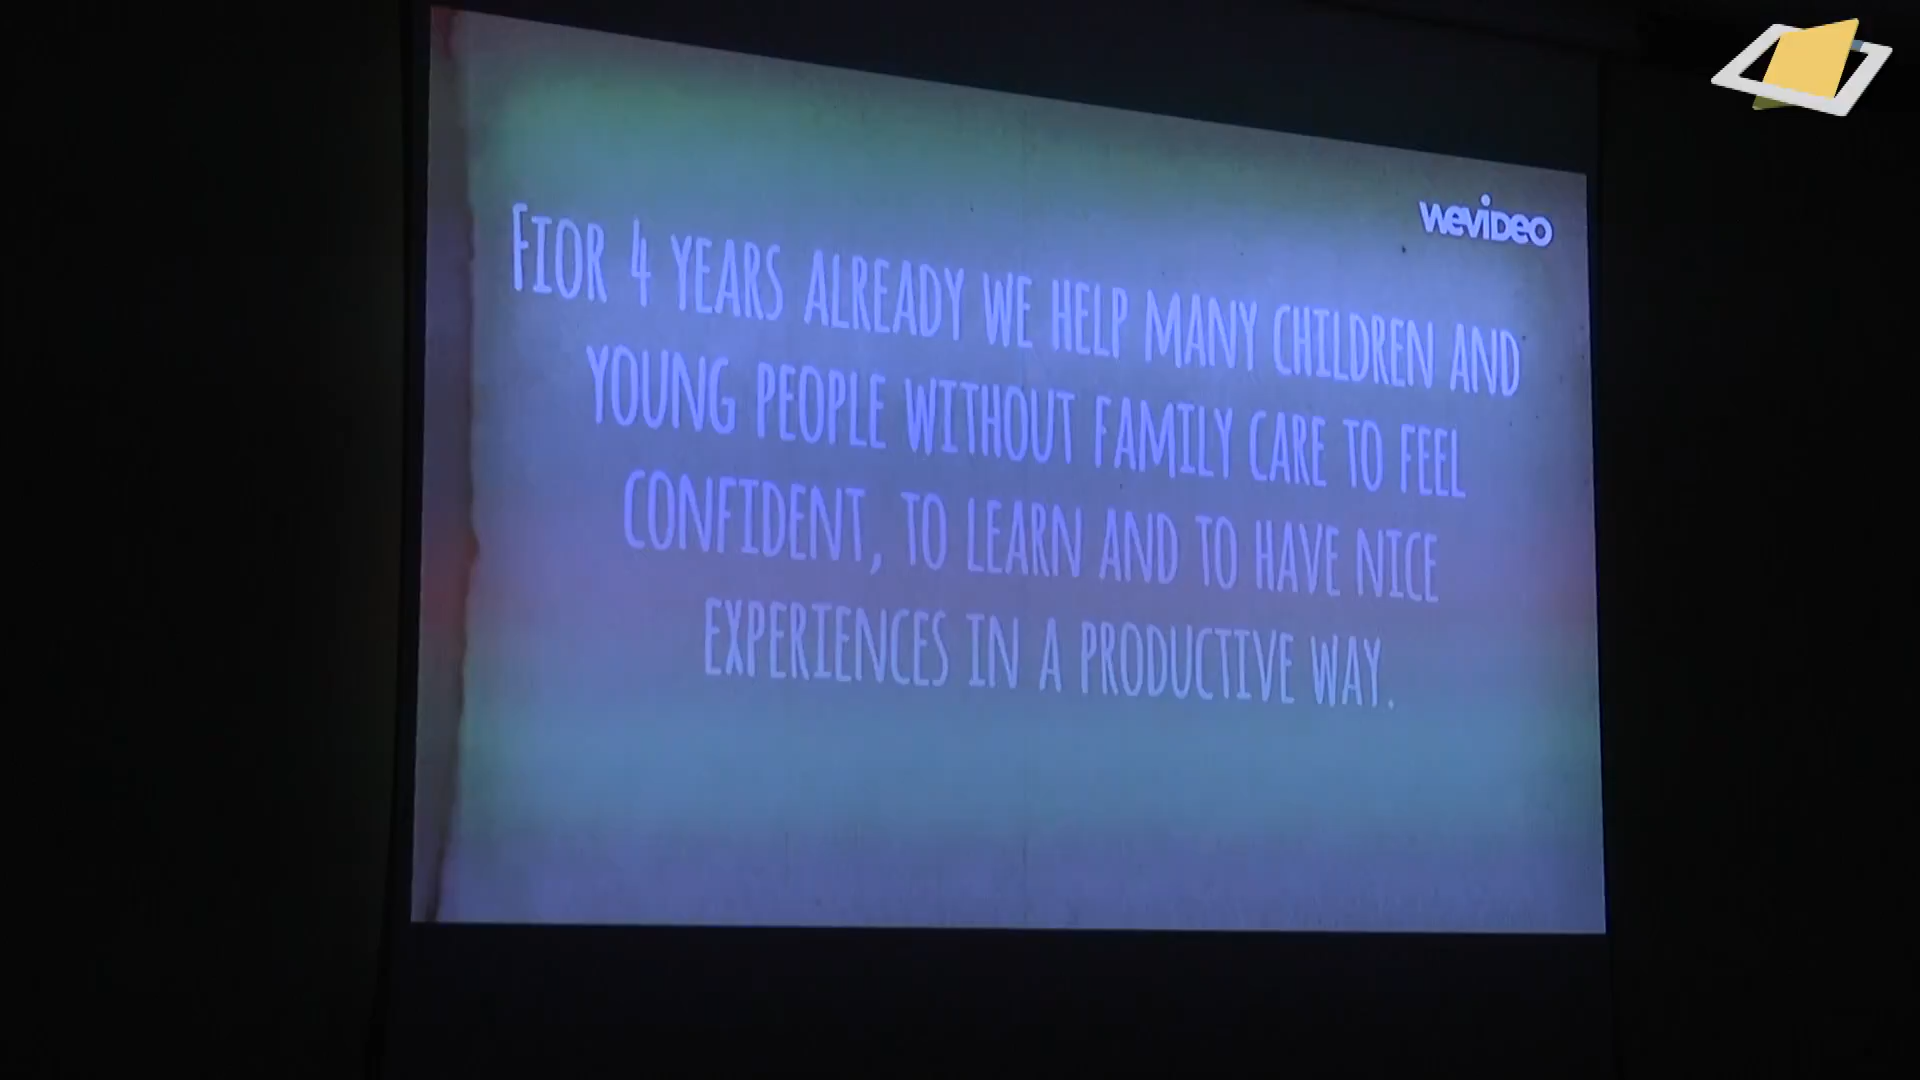 wevideo
FIOR 4 YEARS ALREADY WE HELP MANY CHILDREN AND
YOUNG PEOPLE WITHOUT FAMILY CARE TO FEEL
CONFIDENT, TO LEARN AND TO HAVE NICE
EXPERIENCES IN A PRODUCTIVE WAY.